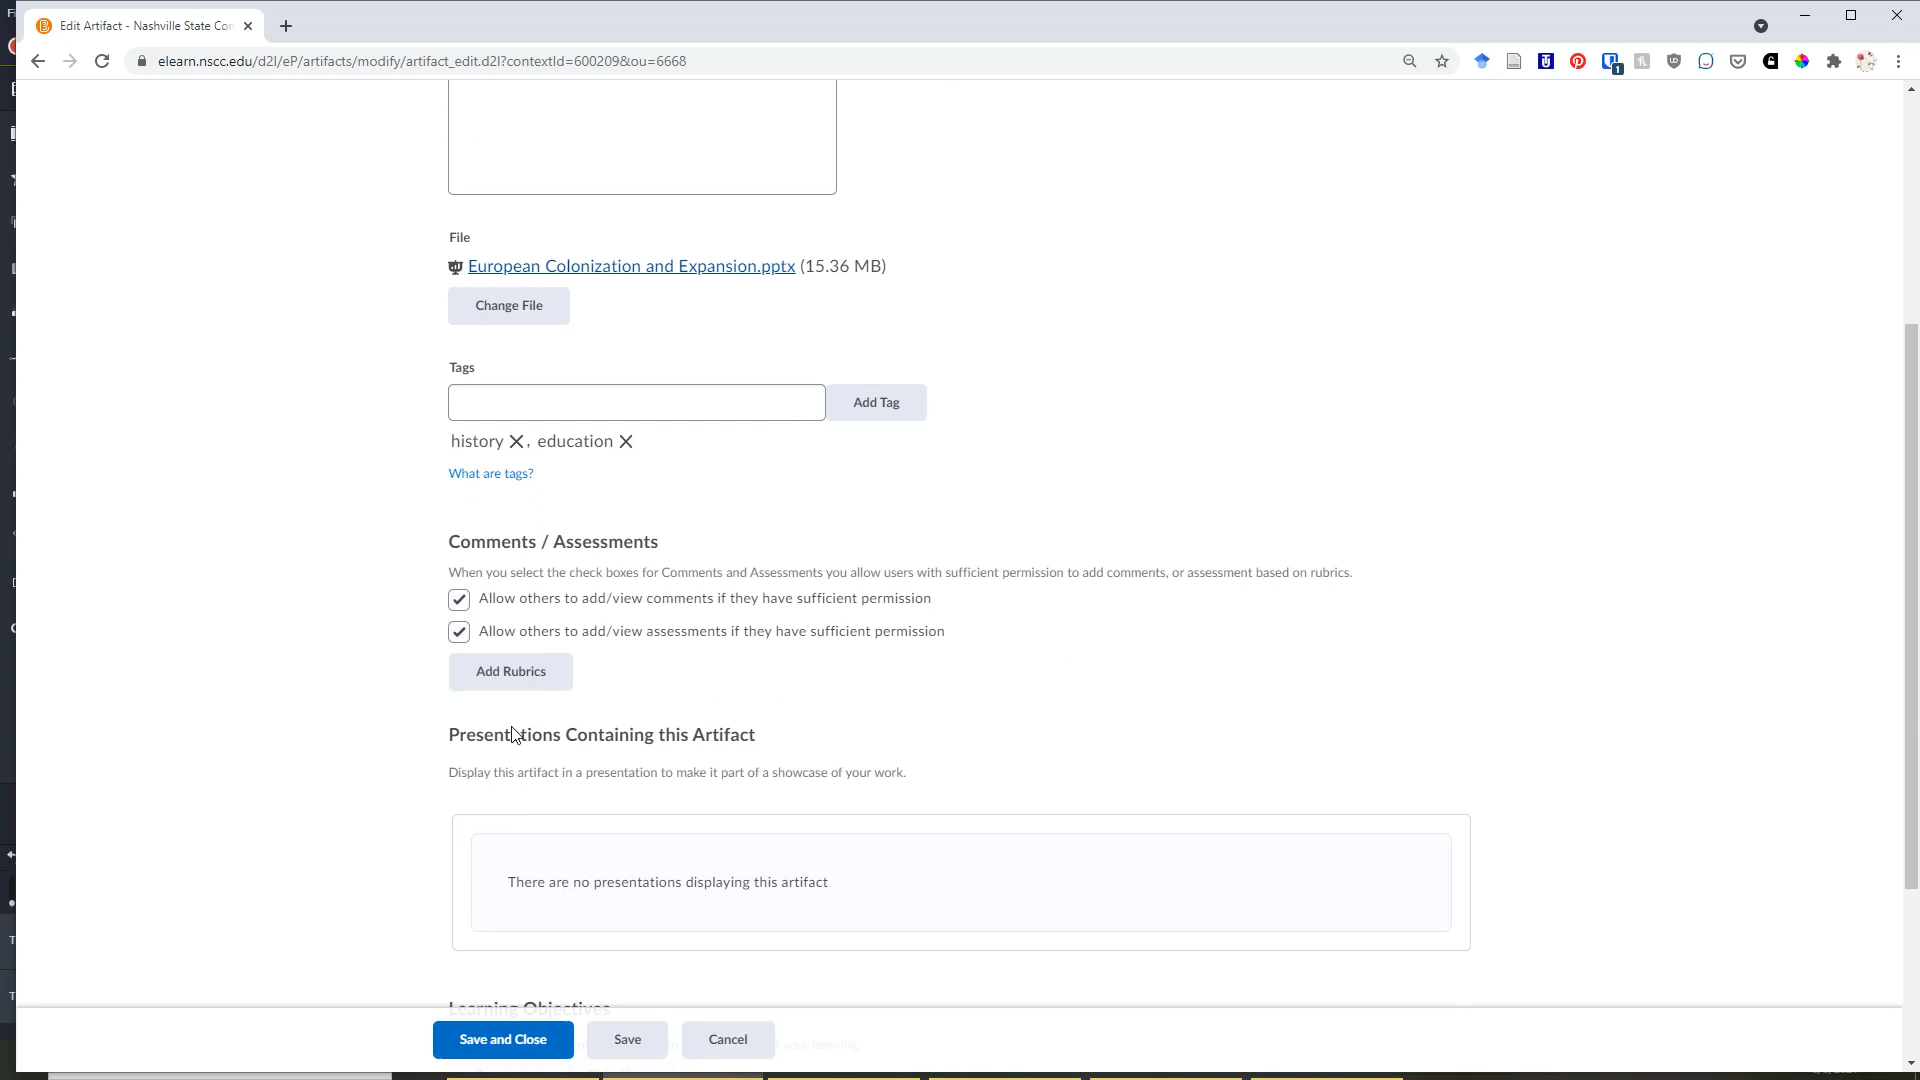 Edit Artifact - Nashville State Con
elearn.nscc.edu/d2l/eP/artifacts/modify/artifact_edit.d2l?contextId=600209&ou=6668
1
File
European Colonization and Expansion.pptx (15.36 MB)
Change File
Tags
Add Tag
history ✕, education ✕
What are tags?
Comments / Assessments
When you select the check boxes for Comments and Assessments you allow users with sufficient permission to add comments, or assessment based on rubrics.
Allow others to add/view comments if they have sufficient permission
Allow others to add/view assessments if they have sufficient permission
Add Rubrics
Presentations Containing this Artifact
Display this artifact in a presentation to make it part of a showcase of your work.
There are no presentations displaying this artifact
Learning Objectives
Save and Close
Save
Cancel
your learning.